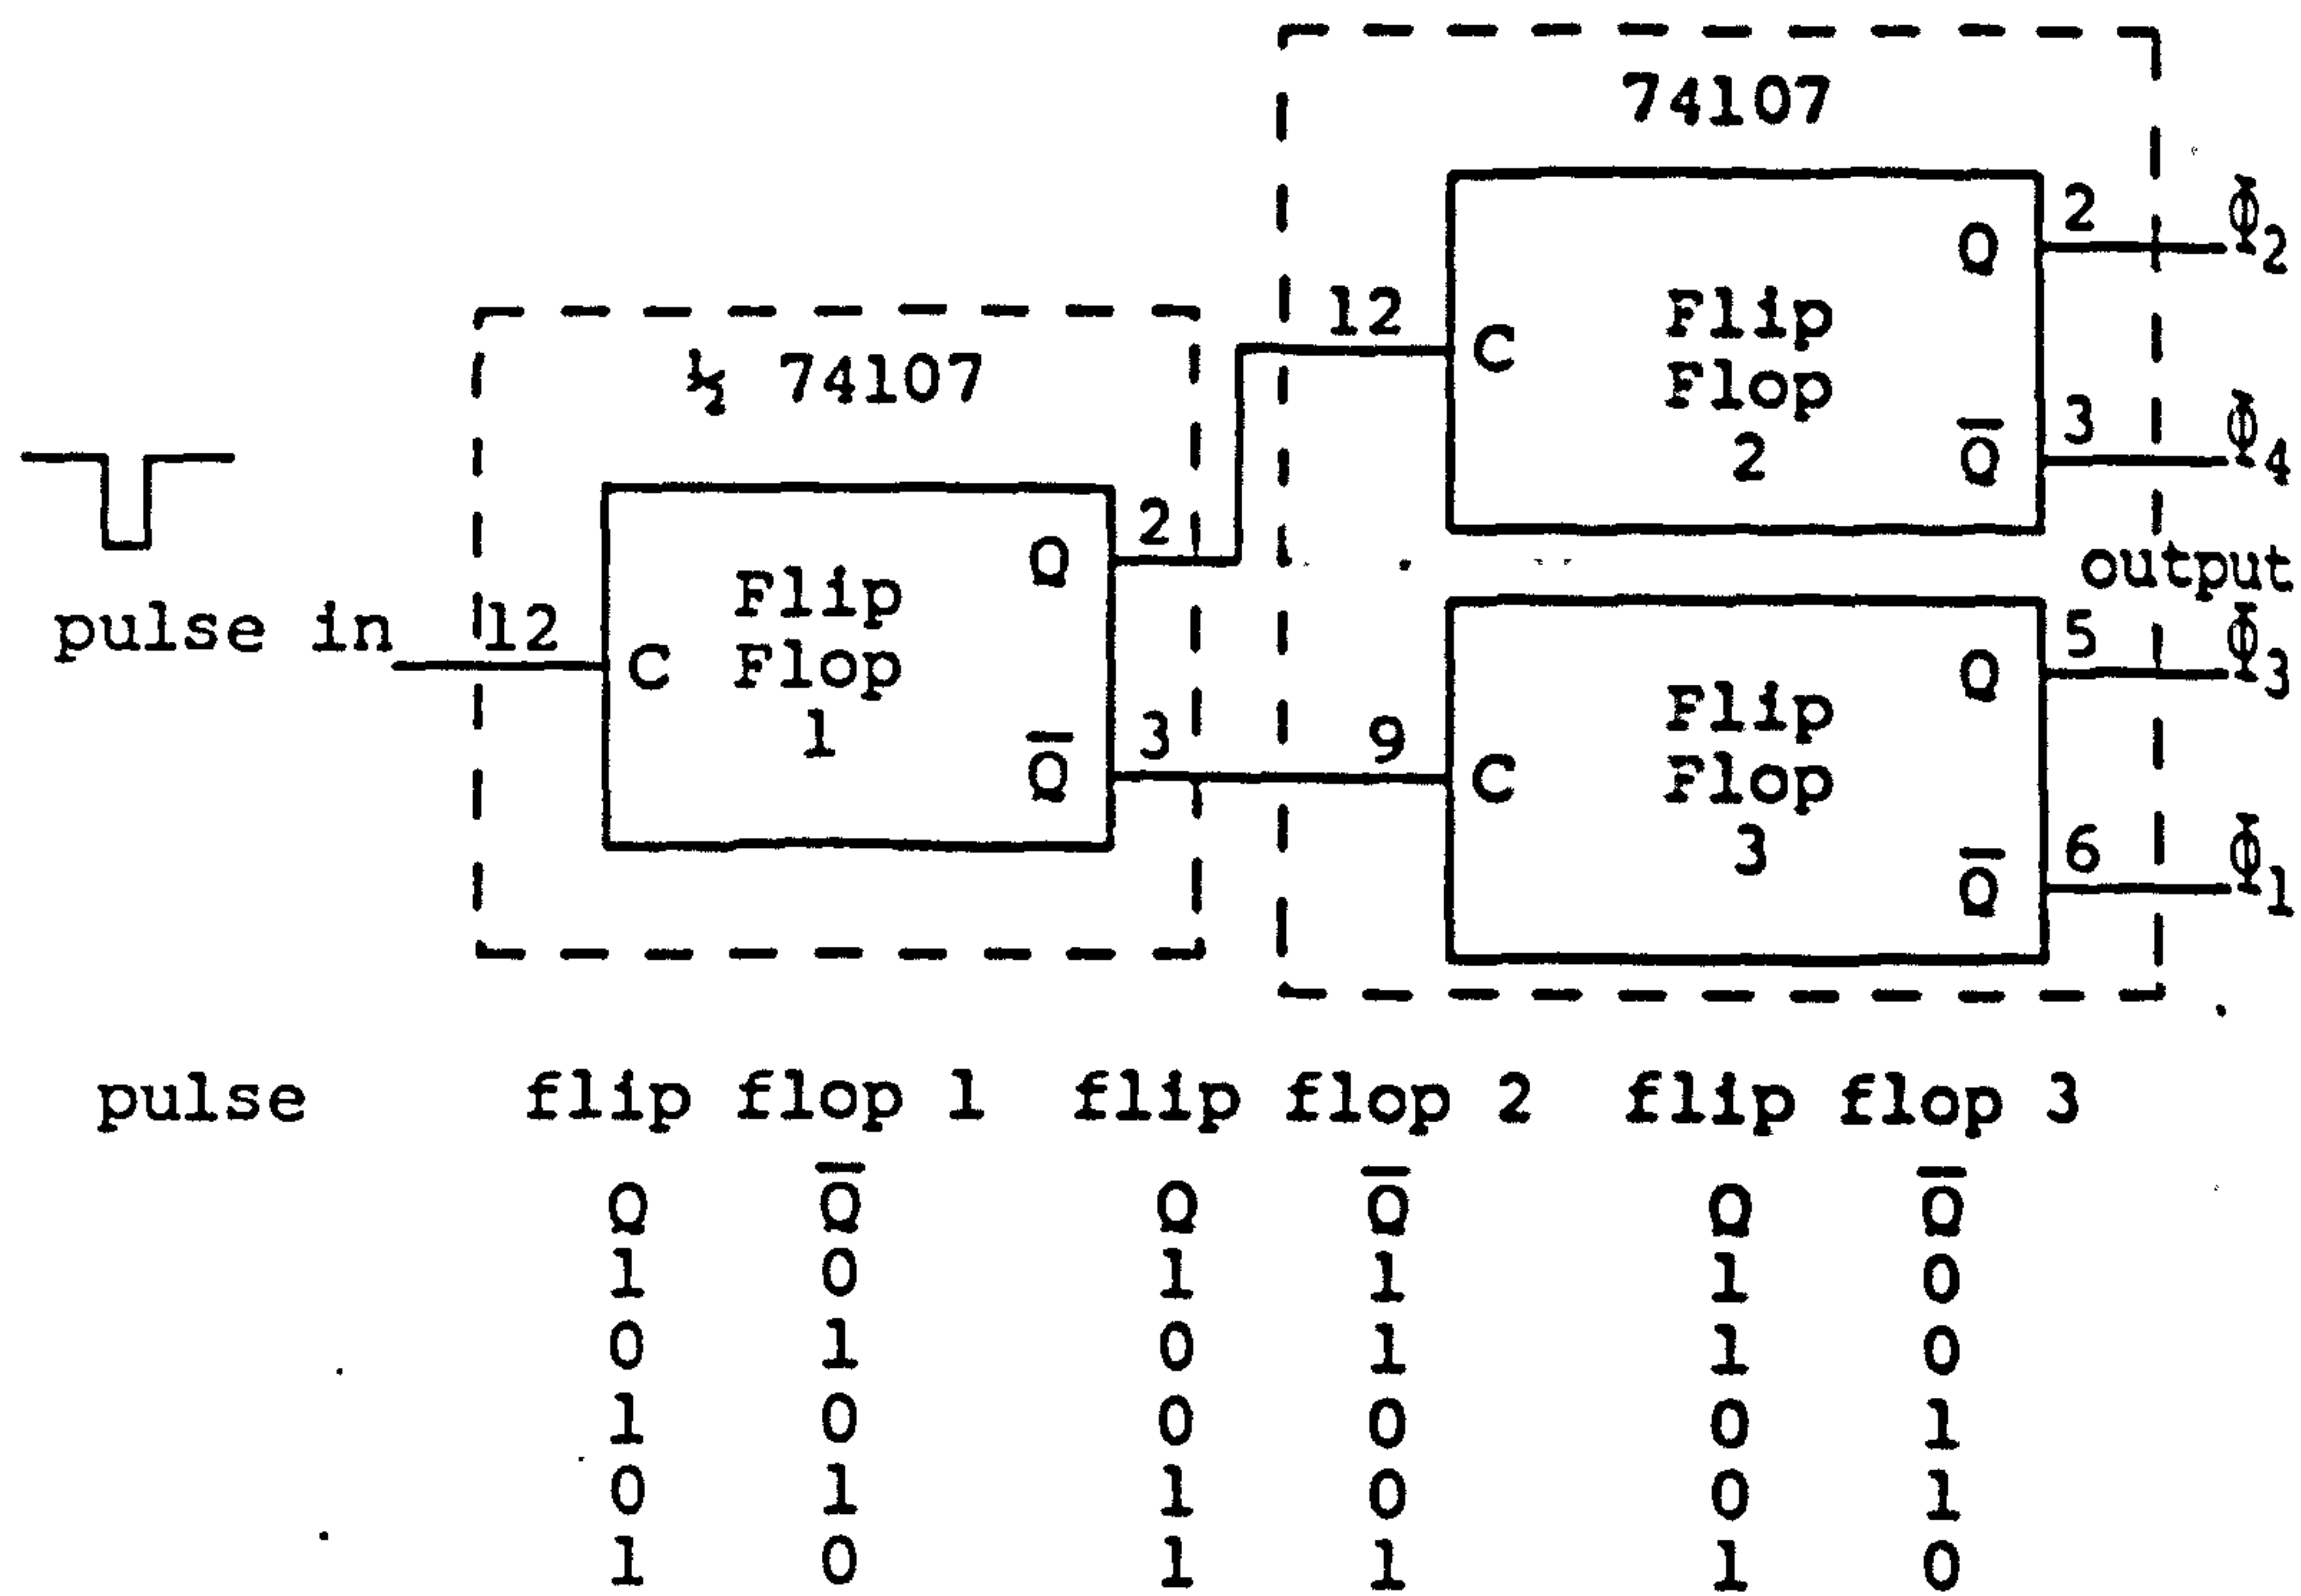 74107
2 Φ2
Q
12
C
Flip
Flop
2
3 Φ4
Q̅
½ 74107
2
Q
pulse in 12
C
Flip
Flop
1
3
Q̅
output
5 Φ3
Q
9
C
Flip
Flop
3
6 Φ1
Q̅
pulse flip flop 1 flip flop 2 flip flop 3
Q Q̅ Q Q̅ Q Q̅
1 0 1 1 1 0
0 1 0 1 1 0
1 0 0 0 0 1
0 1 1 0 0 1
1 0 1 1 1 0